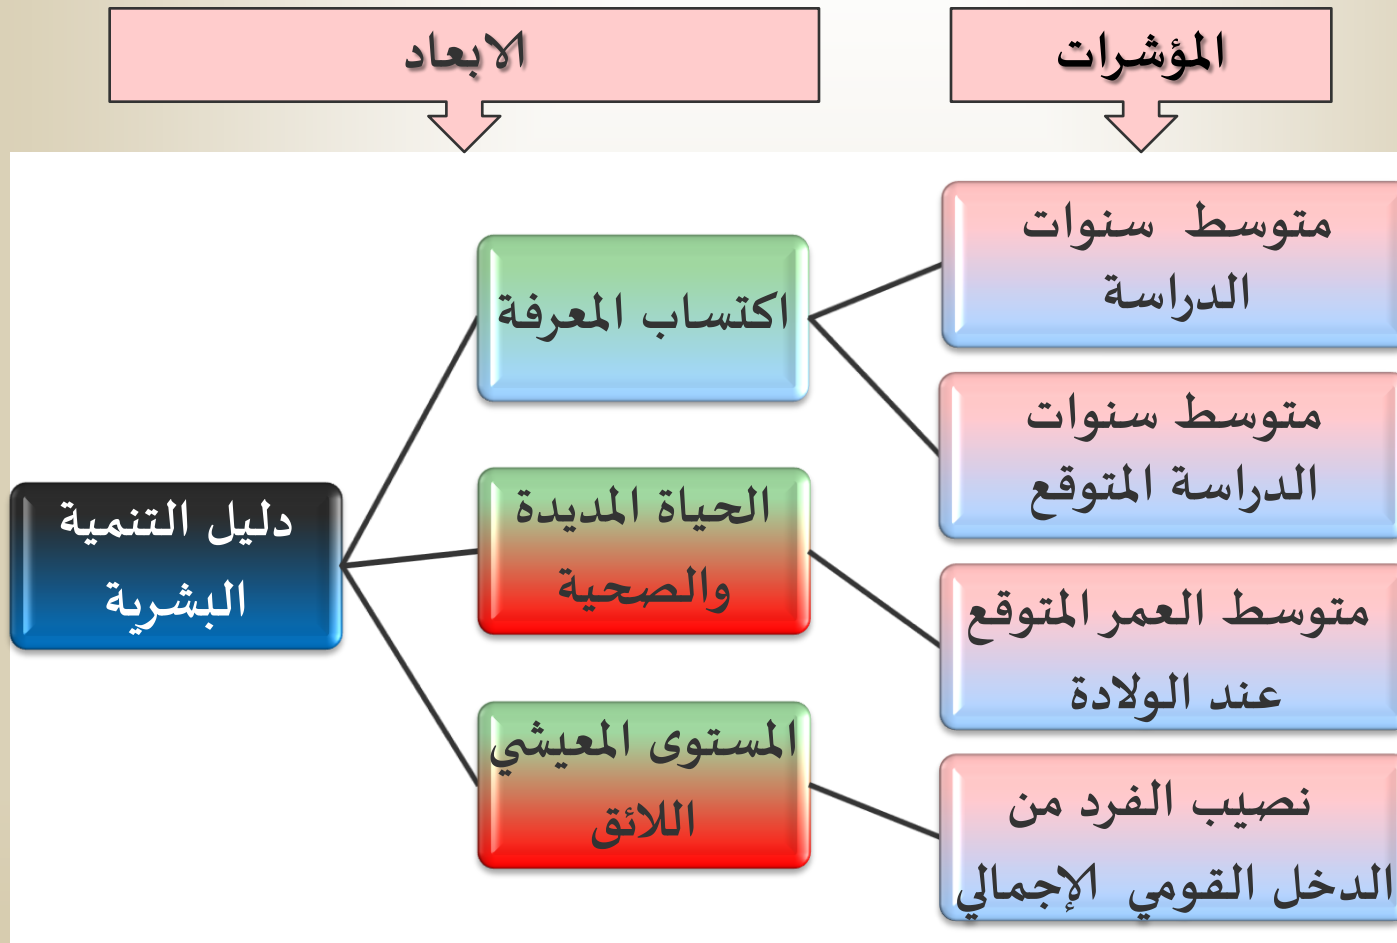 المؤشرات
الابعاد
متوسط سنوات
الدراسة
متوسط سنوات
الدراسة المتوقع
متوسط العمر المتوقع
عند الولادة
نصيب الفرد من
الدخل القومي الإجمالي
اكتساب المعرفة
الحياة المديدة
والصحية
المستوى المعيشي
اللائق
دليل التنمية
البشرية